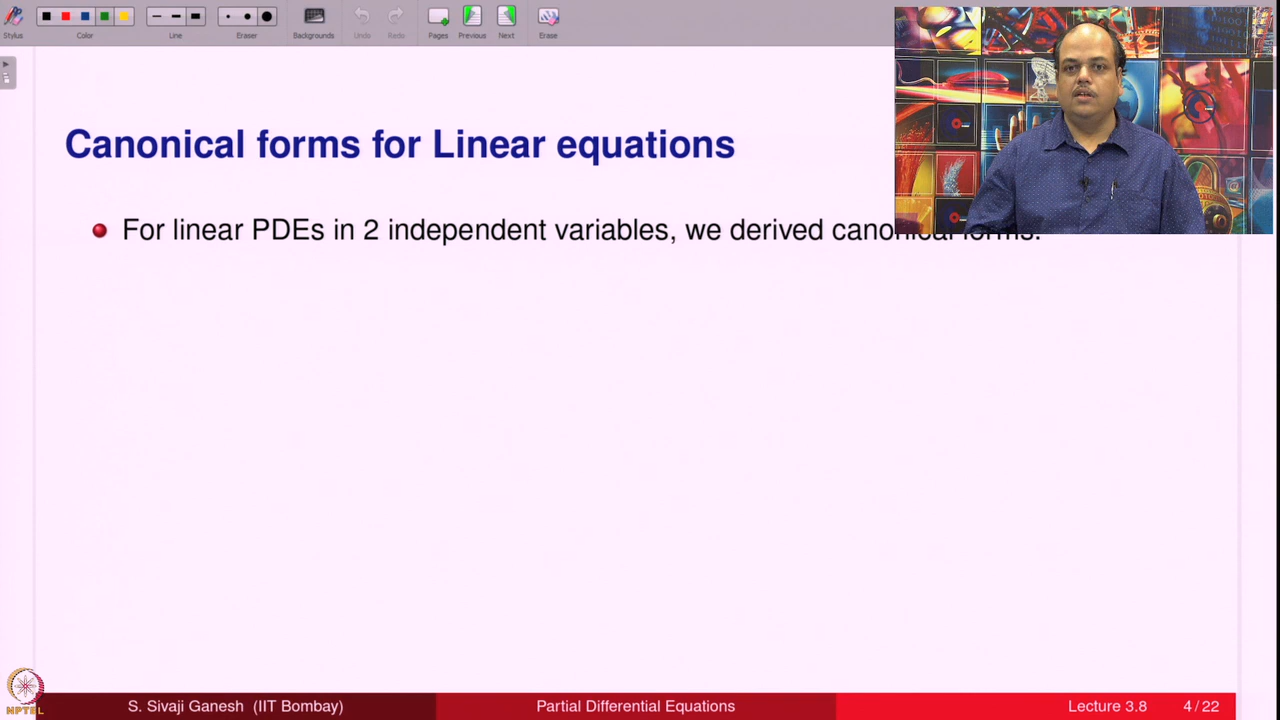 Stylus
Color
Line
Eraser
Backgrounds
Undo
Redo
Pages
Previous
Next
Erase
Canonical forms for Linear equations
For linear PDEs in 2 independent variables, we derived canonical forms.
S. Sivaji Ganesh (IIT Bombay)
Partial Differential Equations
Lecture 3.8
4/22
NPTEL